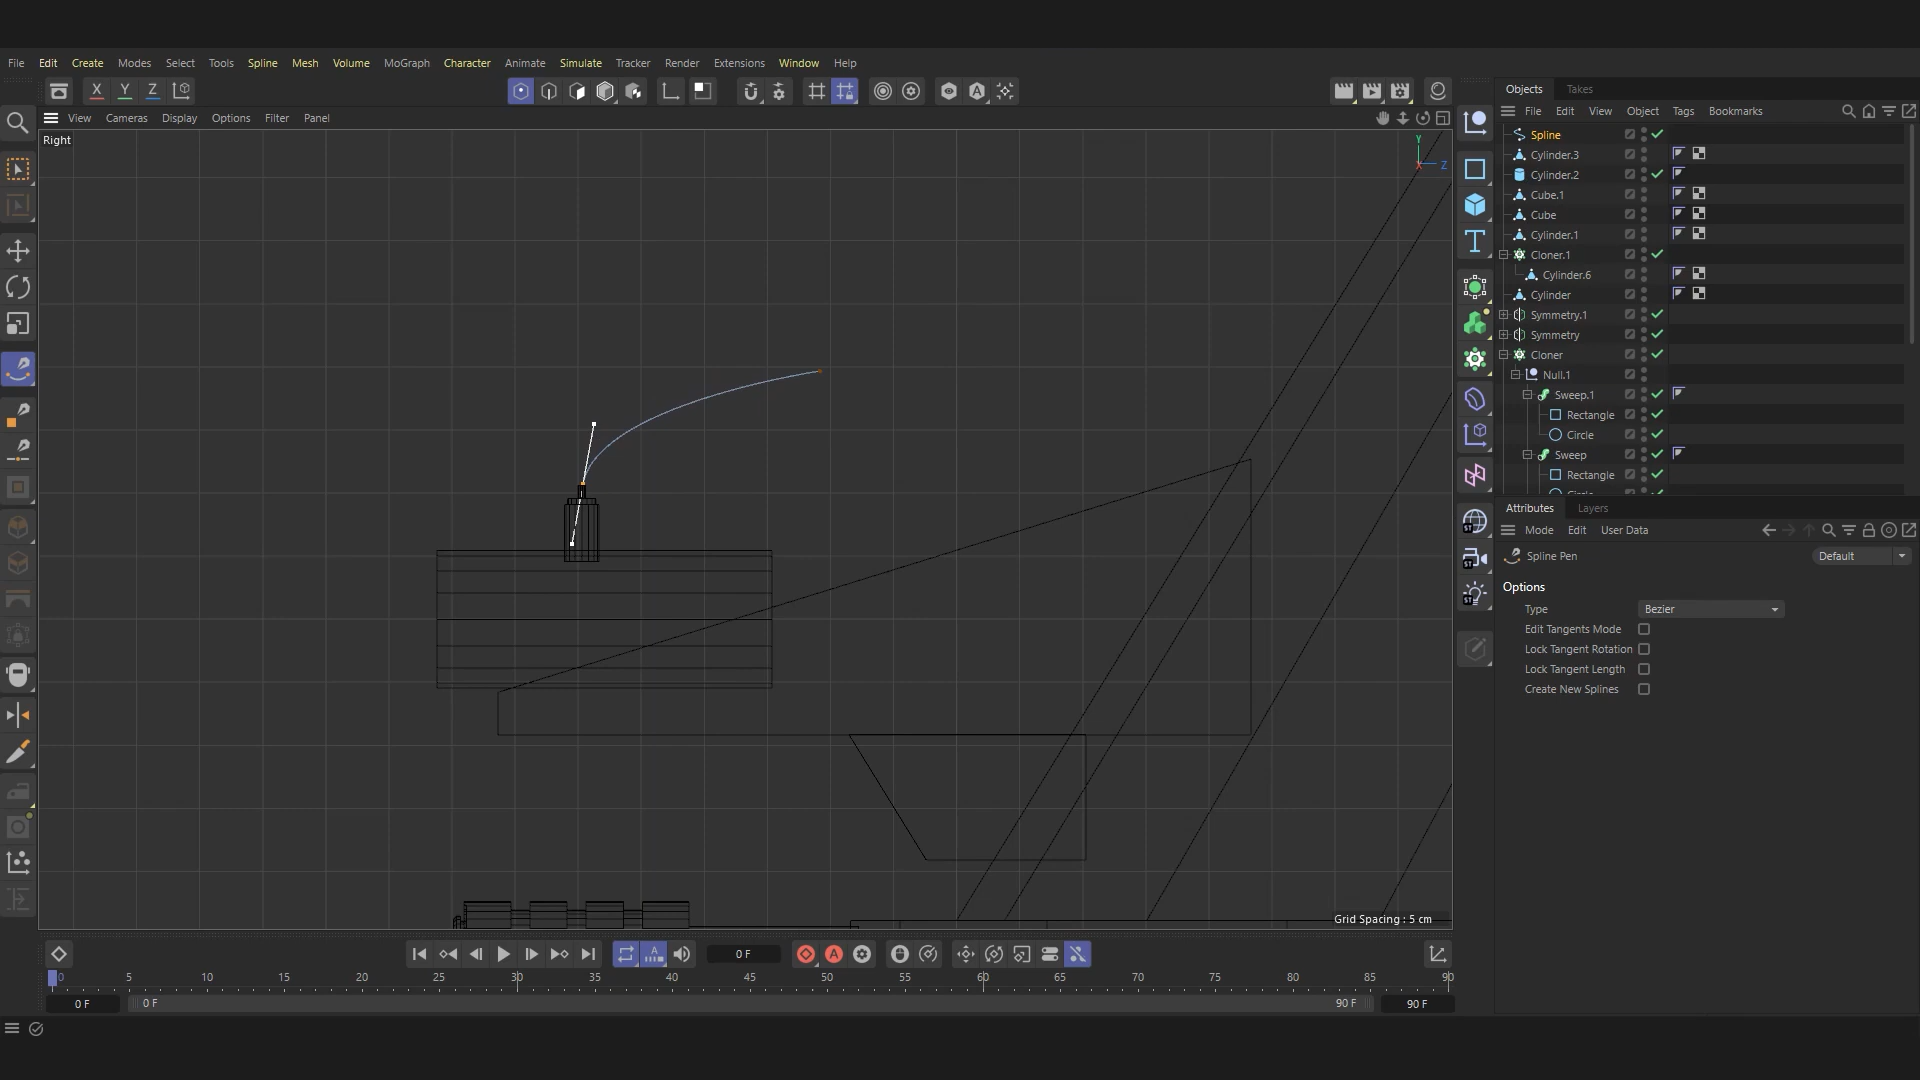 File Edit Create Modes Select Tools Spline Mesh Volume MoGraph Character Animate Simulate Tracker Render Extensions Window Help
X Y Z
View Cameras Display Options Filter Panel
Right
Y
X Z
Grid Spacing : 5 cm
Objects Takes
File Edit View Object Tags Bookmarks
Spline
Cylinder.3
Cylinder.2
Cube.1
Cube
Cylinder.1
Cloner.1
Cylinder.6
Cylinder
Symmetry.1
Symmetry
Cloner
Null.1
Sweep.1
Rectangle
Circle
Sweep
Rectangle
Circle
Attributes Layers
Mode Edit User Data
Spline Pen Default
Options
Type Bezier
Edit Tangents Mode
Lock Tangent Rotation
Lock Tangent Length
Create New Splines
0 F
0 5 10 15 20 25 30 35 40 45 50 55 60 65 70 75 80 85 90
0 F 0 F 90 F 90 F